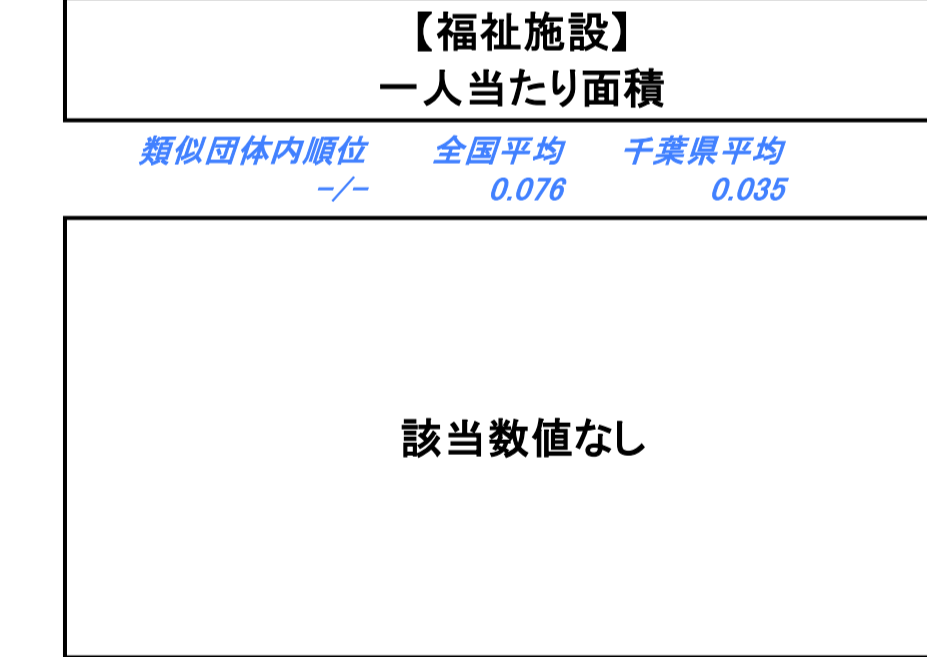 【福祉施設】
一人当たり面積
類似団体内順位 全国平均 千葉県平均
-/- 0.076 0.035
該当数値なし